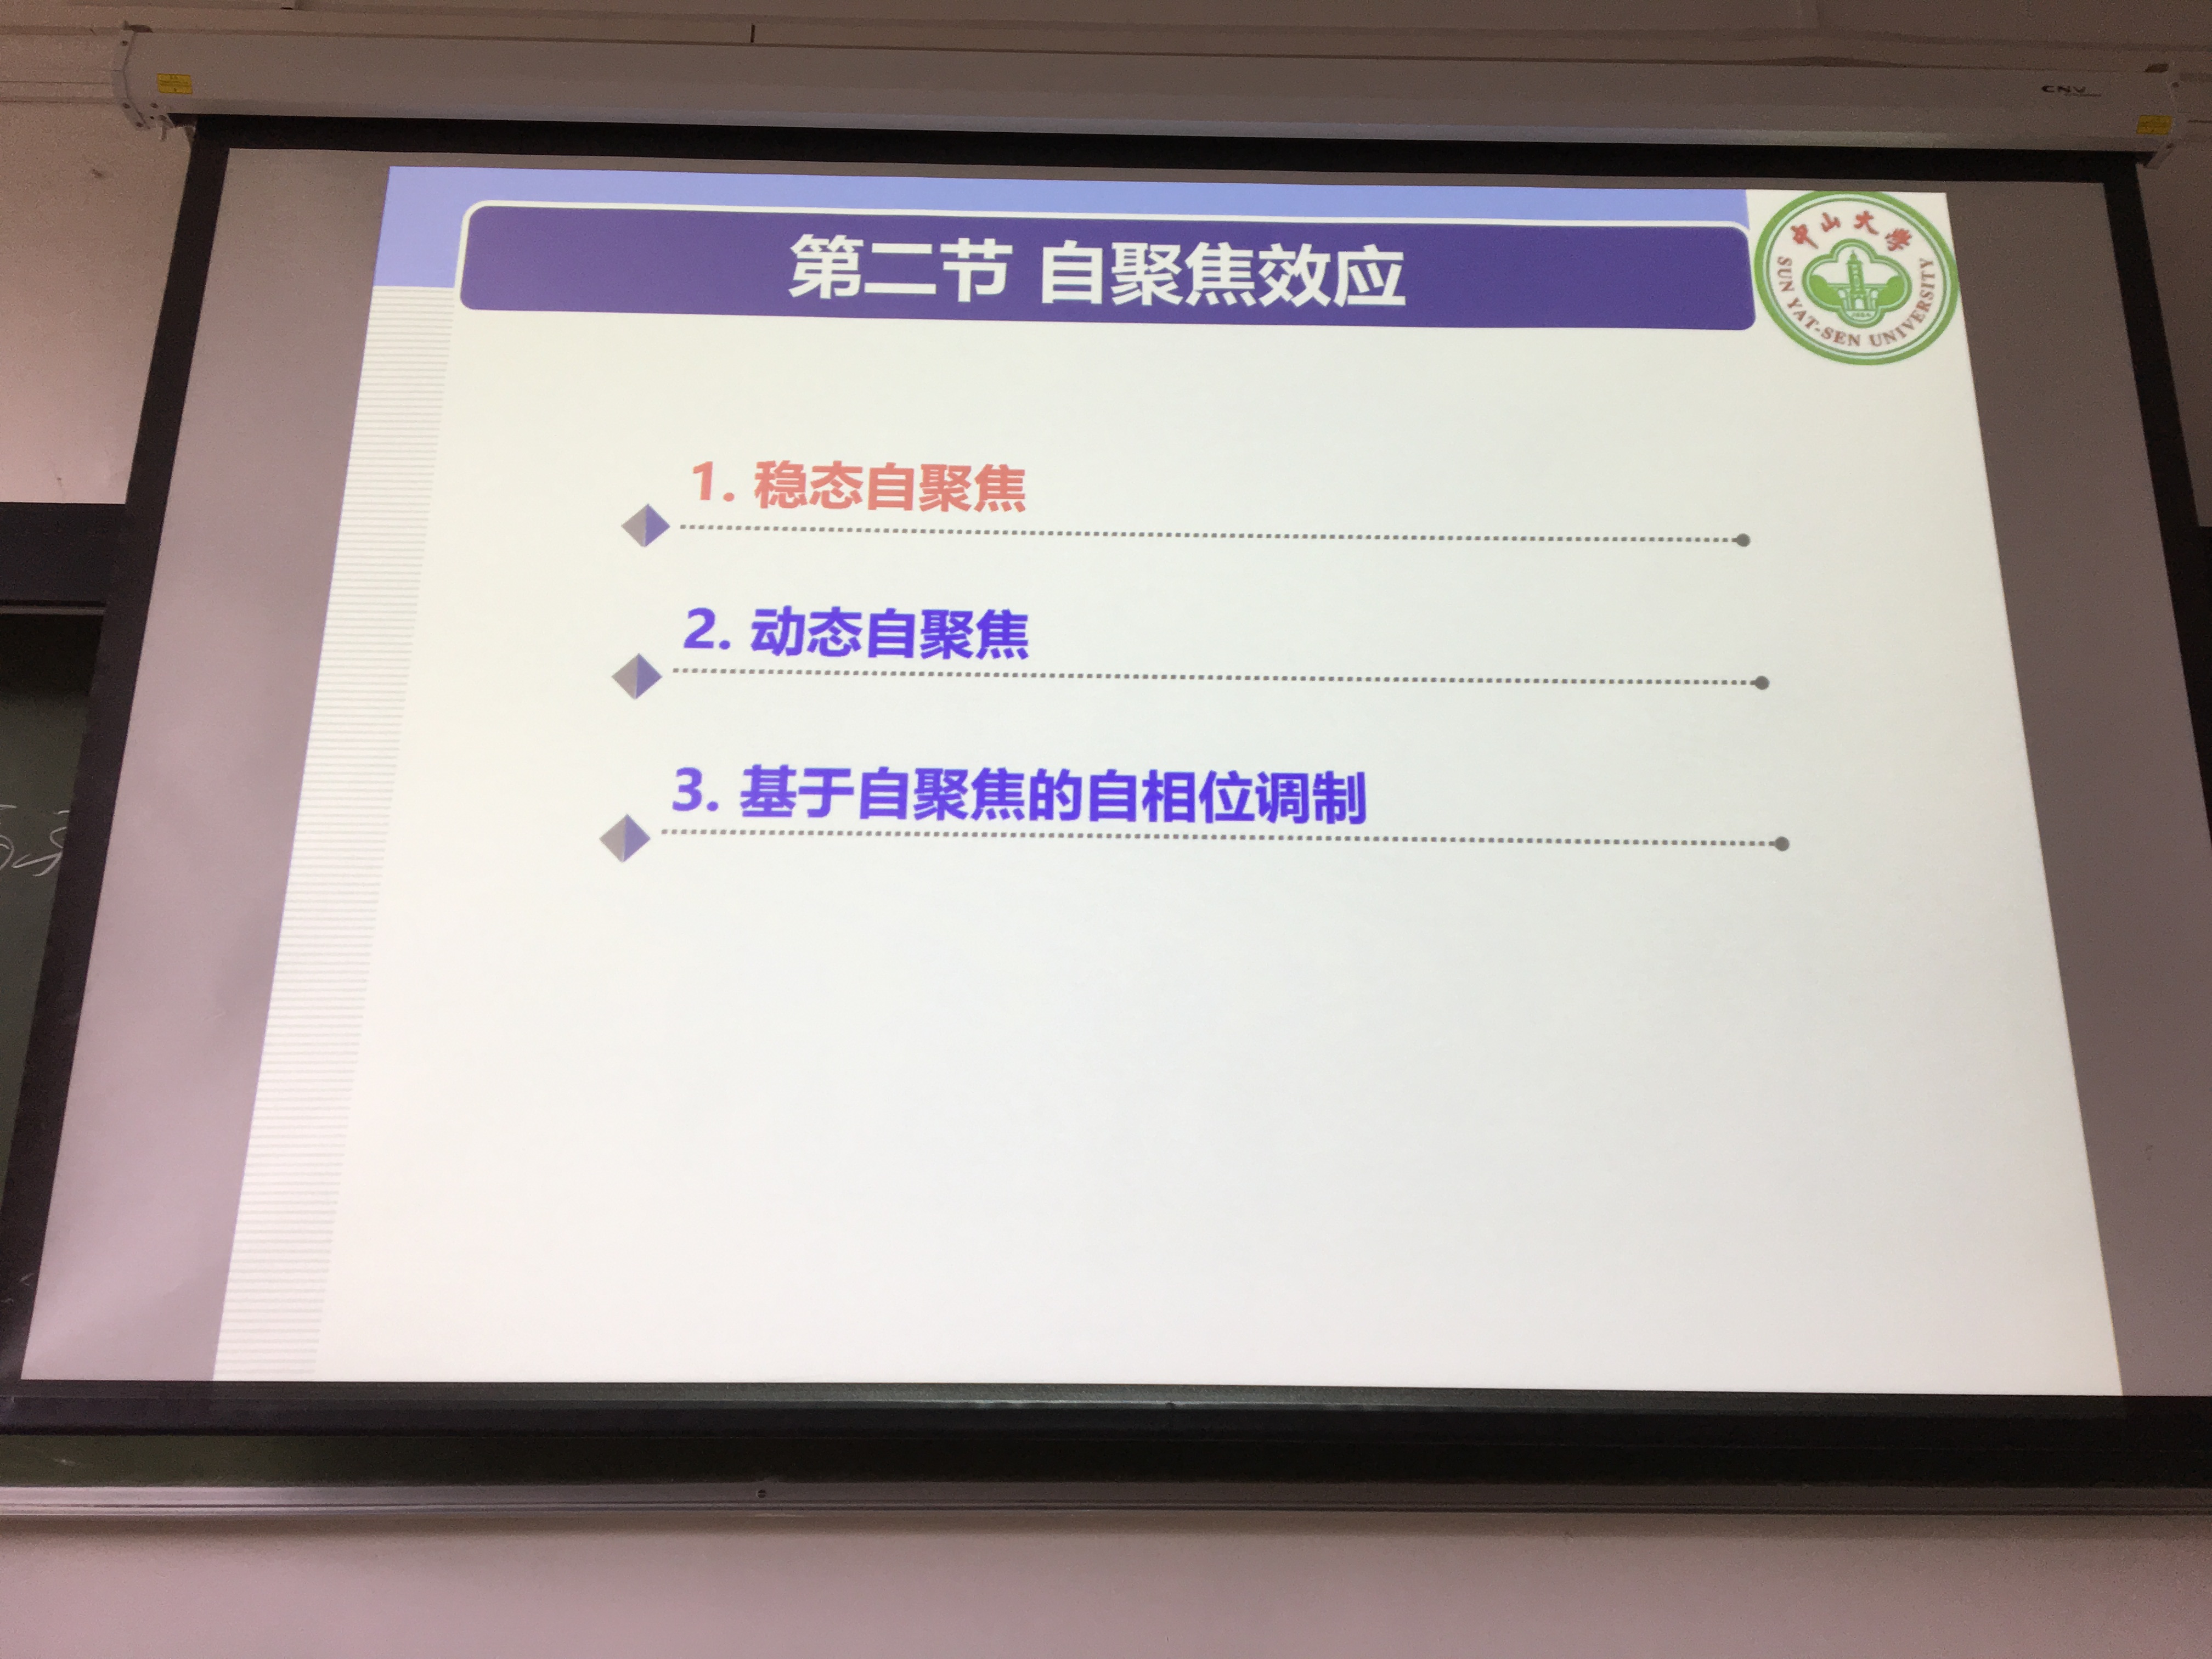 CNV
第二节 自聚焦效应
中山大學
SUN YAT-SEN UNIVERSITY
1. 稳态自聚焦
2. 动态自聚焦
3. 基于自聚焦的自相位调制